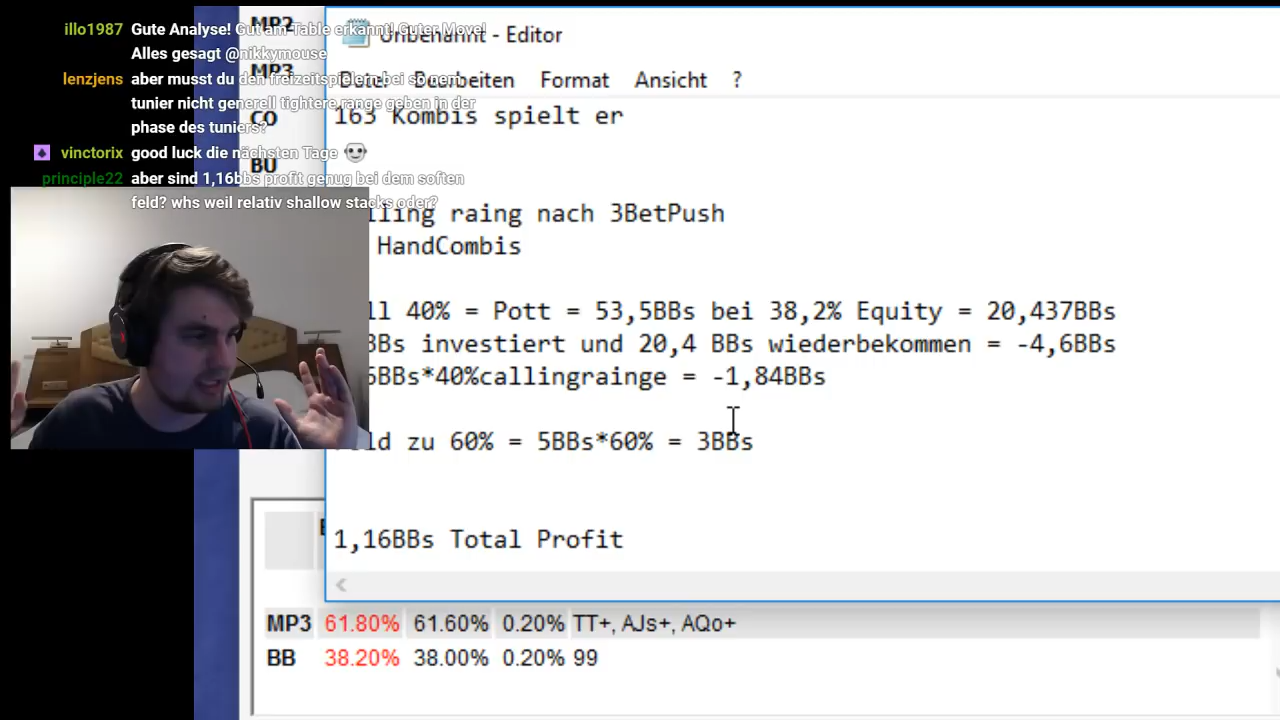 illo1987 Gute Analyse! Gut am Table erkannt! Guter Move!
Alles gesagt @nikkymouse
lenzjens aber musst du den freizeitspielern bei so nem
tunier nicht generell tightere range geben in der
phase des tuniers?
vinctorix good luck die nächsten Tage
principle22 aber sind 1,16bbs profit genug bei dem soften
feld? whs weil relativ shallow stacks oder?
MP2
MP3
CO
BU
Unbenannt - Editor
Datei Bearbeiten Format Ansicht ?
163 Kombis spielt er
raing nach 3BetPush
HandCombis
40% = Pott = 53,5BBs bei 38,2% Equity = 20,437BBs
investiert und 20,4 BBs wiederbekommen = -4,6BBs
BBs*40%callingrainge = -1,84BBs
zu 60% = 5BBs*60% = 3BBs
1,16BBs Total Profit
MP3 61.80% 61.60% 0.20% TT+, AJs+, AQo+
BB 38.20% 38.00% 0.20% 99